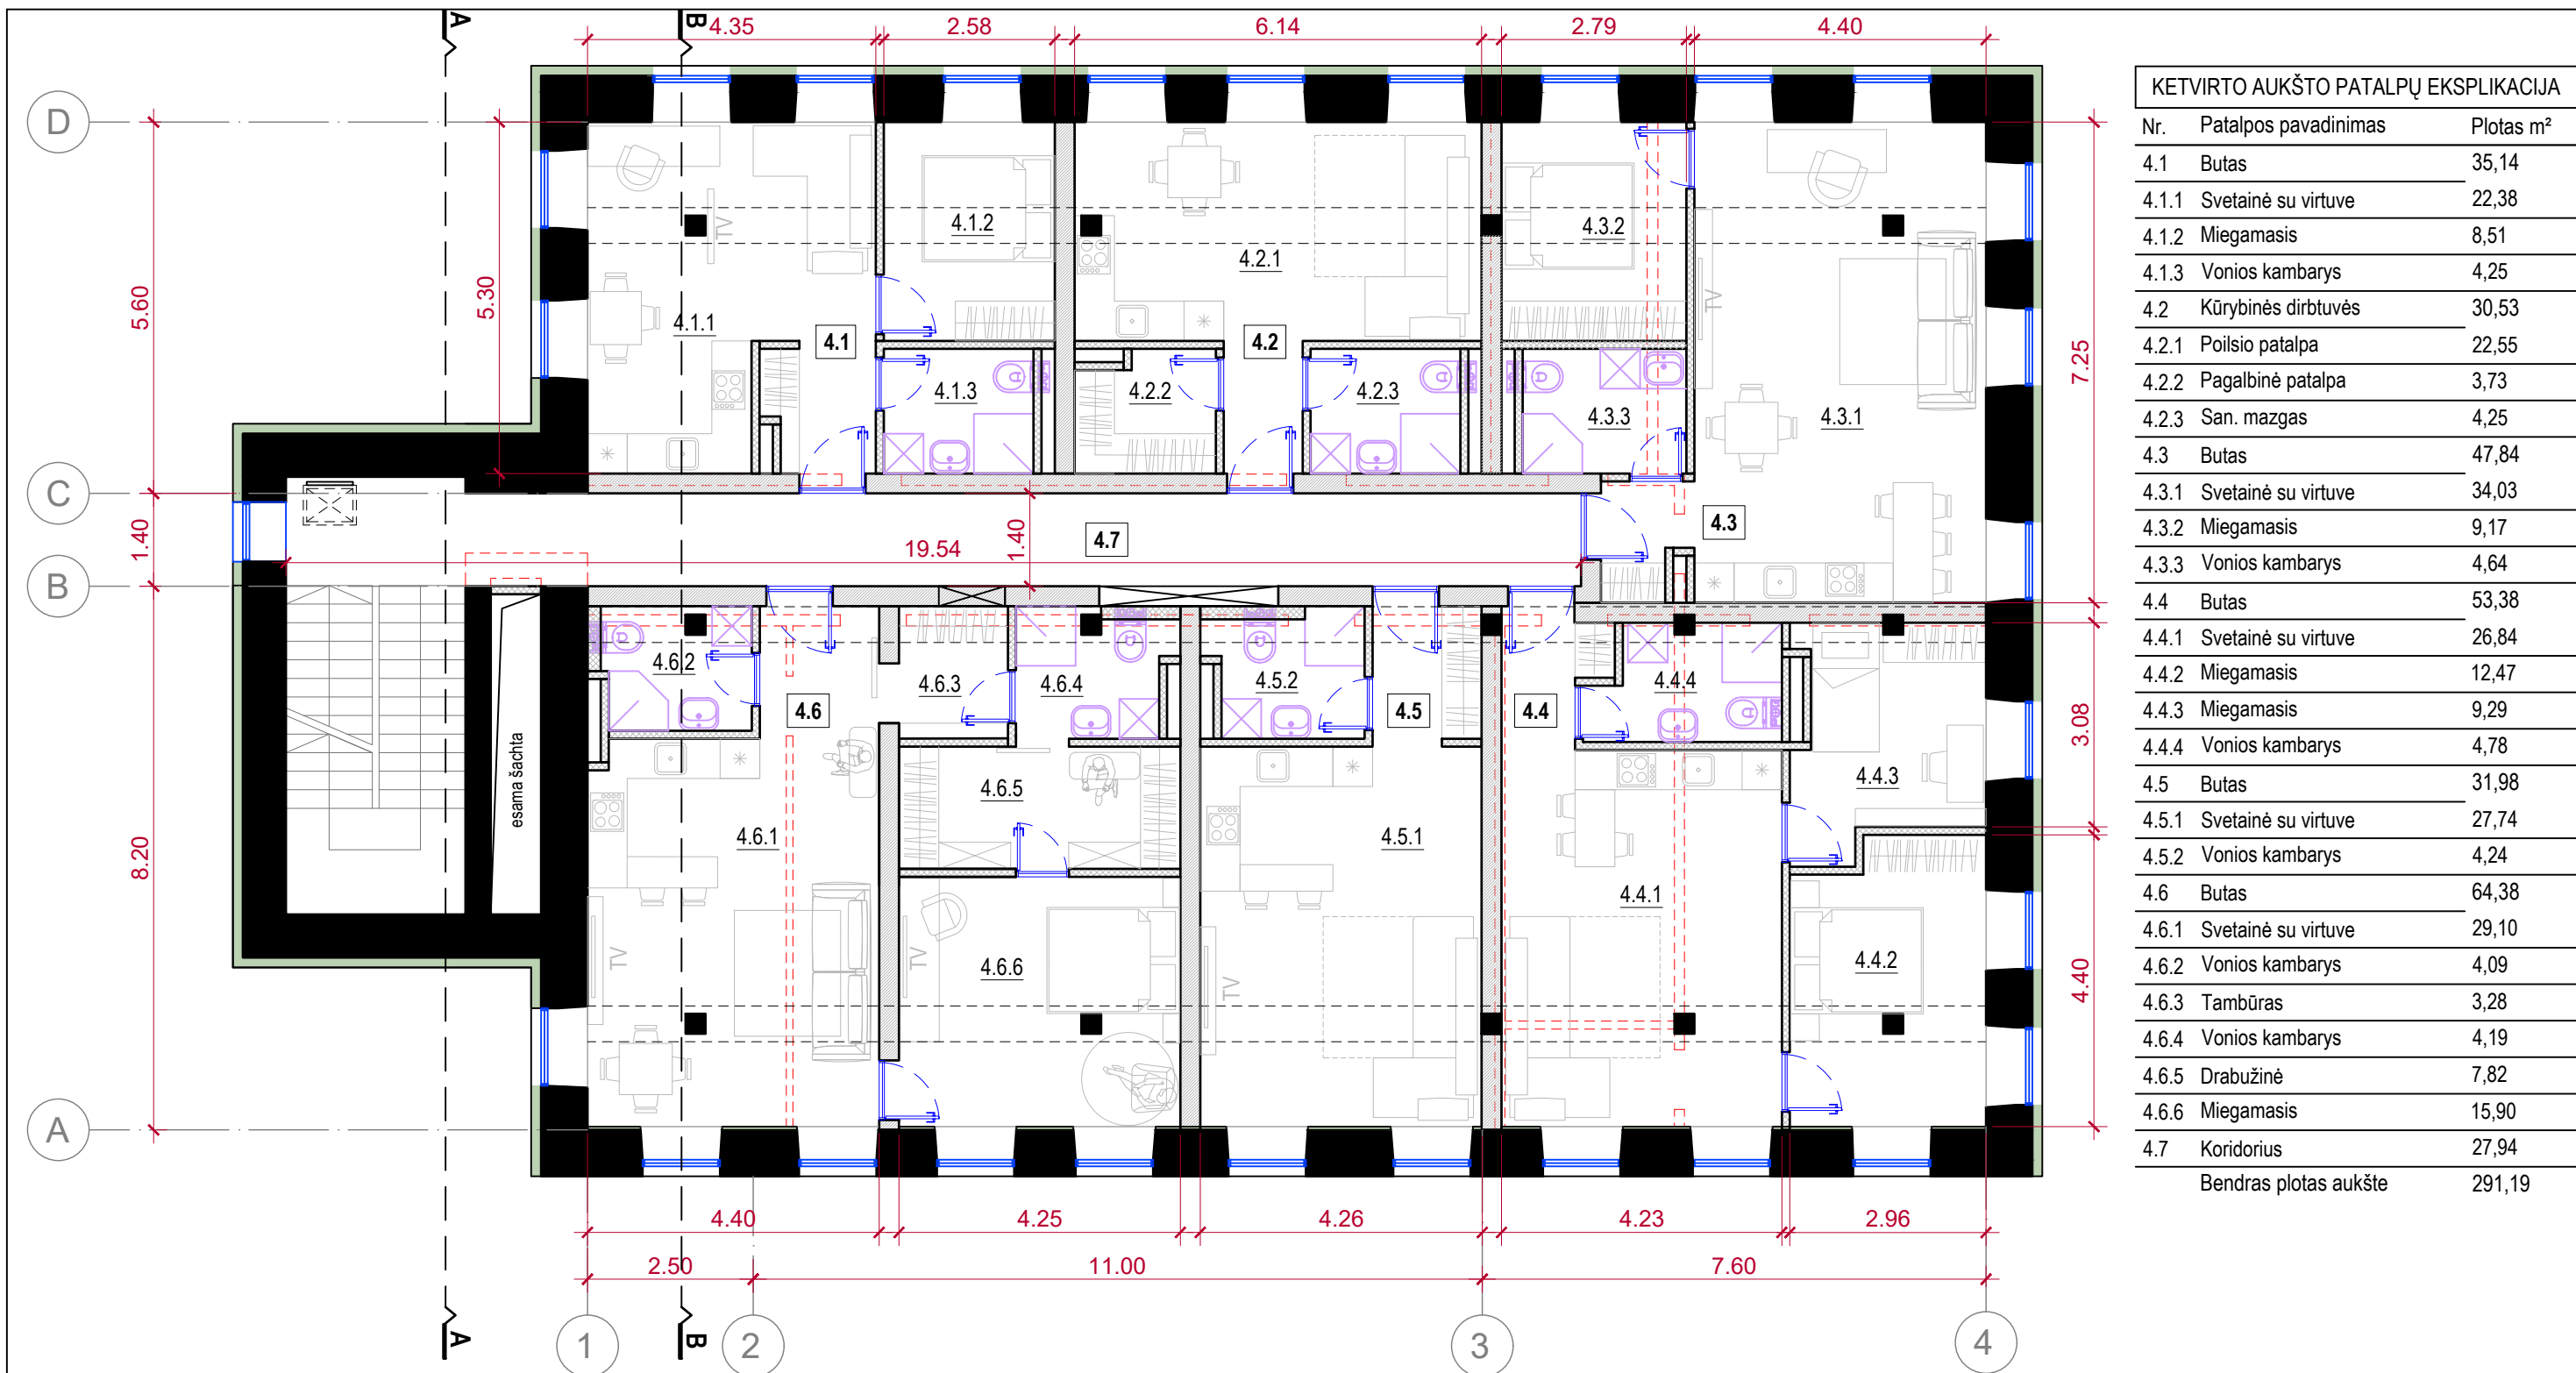 A
B
4.35
2.58
6.14
2.79
4.40
D
C
B
A
5.60
1.40
8.20
5.30
7.25
3.08
4.40
4.1.1
4.1
4.1.2
4.1.3
TV
4.2.1
4.2
4.2.2
4.2.3
4.3.2
4.3.3
4.3.1
4.3
TV
19.54
1.40
4.7
4.6.2
4.6
4.6.3
4.6.4
4.5.2
4.5
4.4
4.4.4
4.4.3
4.6.5
4.6.1
4.5.1
4.4.1
4.6.6
4.4.2
TV
TV
TV
esama šachta
4.40
4.25
4.26
4.23
2.96
2.50
11.00
7.60
A
B
1
2
3
4
KETVIRTO AUKŠTO PATALPŲ EKSPLIKACIJA
Nr. Patalpos pavadinimas Plotas m²
4.1 Butas 35,14
4.1.1 Svetainė su virtuve 22,38
4.1.2 Miegamasis 8,51
4.1.3 Vonios kambarys 4,25
4.2 Kūrybinės dirbtuvės 30,53
4.2.1 Poilsio patalpa 22,55
4.2.2 Pagalbinė patalpa 3,73
4.2.3 San. mazgas 4,25
4.3 Butas 47,84
4.3.1 Svetainė su virtuve 34,03
4.3.2 Miegamasis 9,17
4.3.3 Vonios kambarys 4,64
4.4 Butas 53,38
4.4.1 Svetainė su virtuve 26,84
4.4.2 Miegamasis 12,47
4.4.3 Miegamasis 9,29
4.4.4 Vonios kambarys 4,78
4.5 Butas 31,98
4.5.1 Svetainė su virtuve 27,74
4.5.2 Vonios kambarys 4,24
4.6 Butas 64,38
4.6.1 Svetainė su virtuve 29,10
4.6.2 Vonios kambarys 4,09
4.6.3 Tambūras 3,28
4.6.4 Vonios kambarys 4,19
4.6.5 Drabužinė 7,82
4.6.6 Miegamasis 15,90
4.7 Koridorius 27,94
Bendras plotas aukšte 291,19